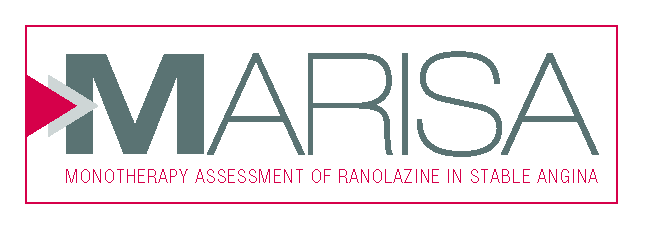 MARISA
MONOTHERAPY ASSESSMENT OF RANOLAZINE IN STABLE ANGINA